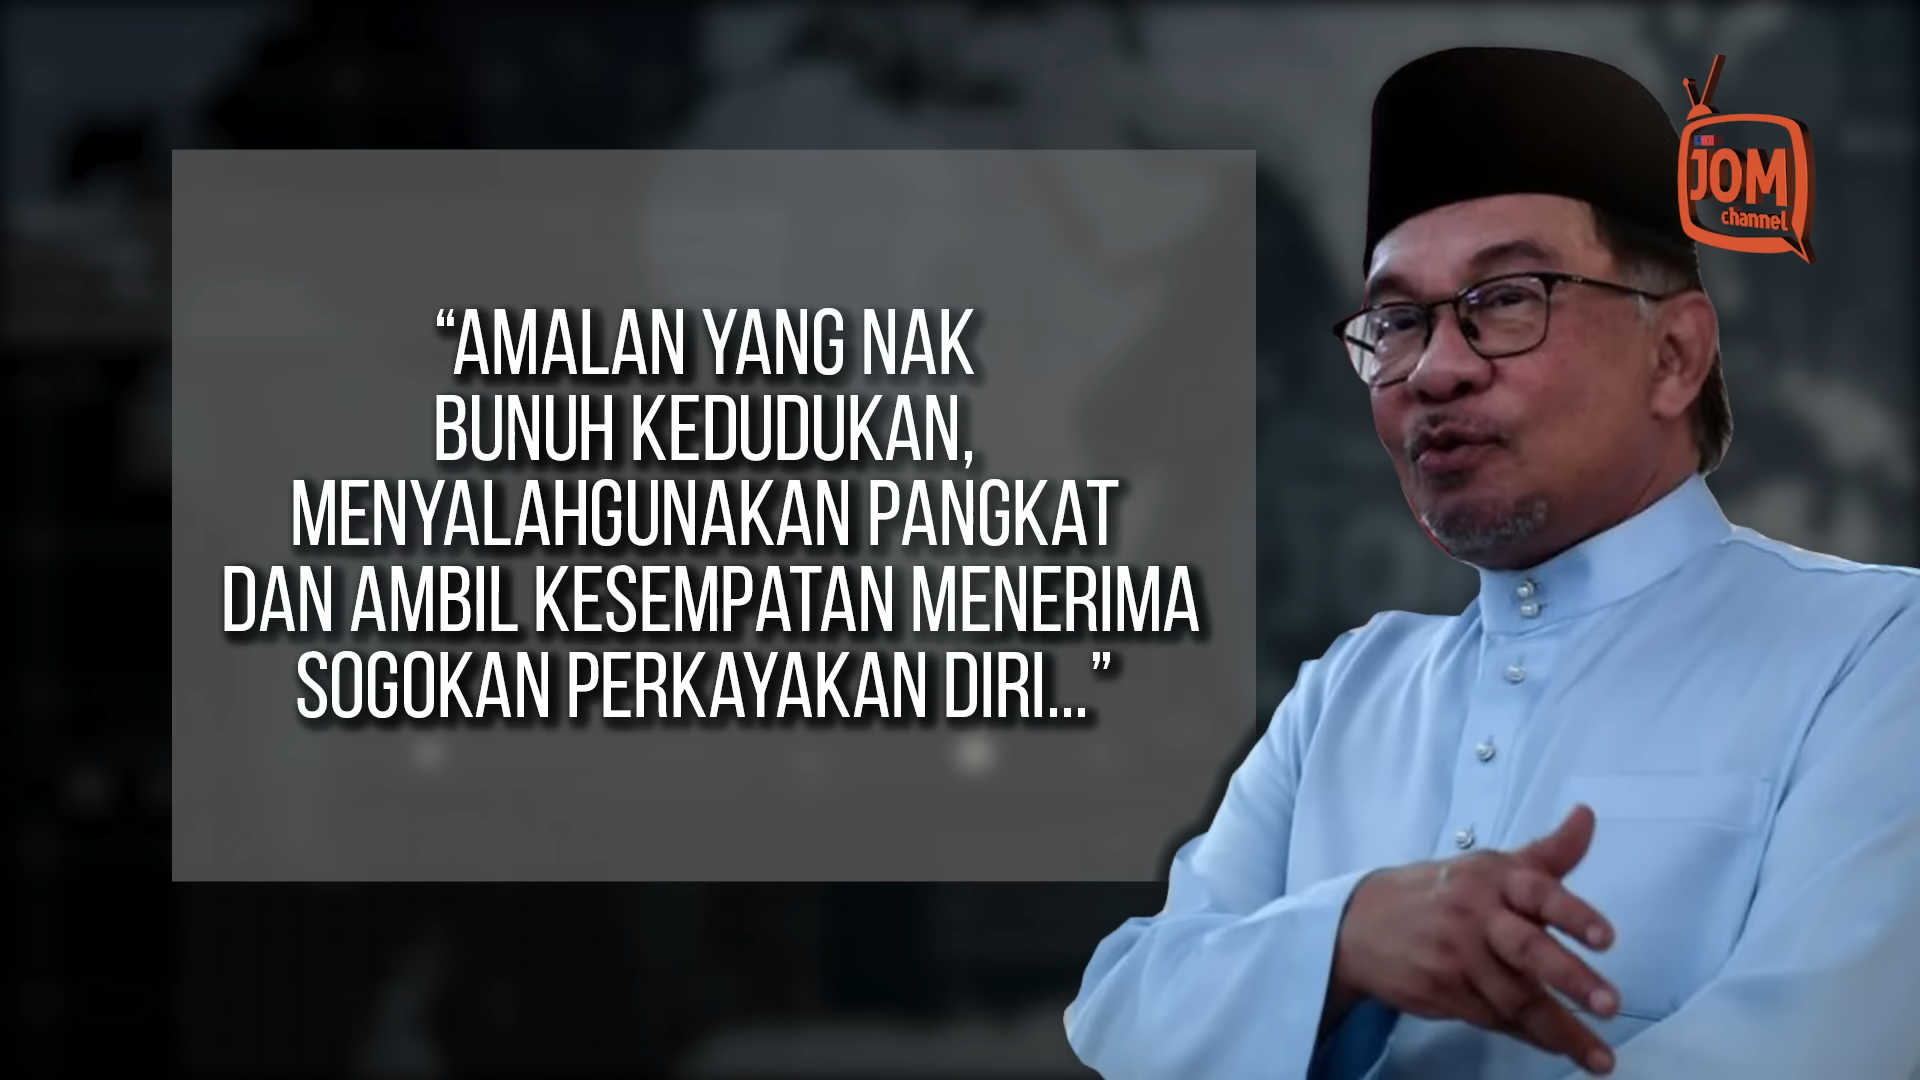 “AMALAN YANG NAK
BUNUH KEDUDUKAN,
MENYALAHGUNAKAN PANGKAT
DAN AMBIL KESEMPATAN MENERIMA
SOGOKAN PERKAYAKAN DIRI...”
JOM
channel